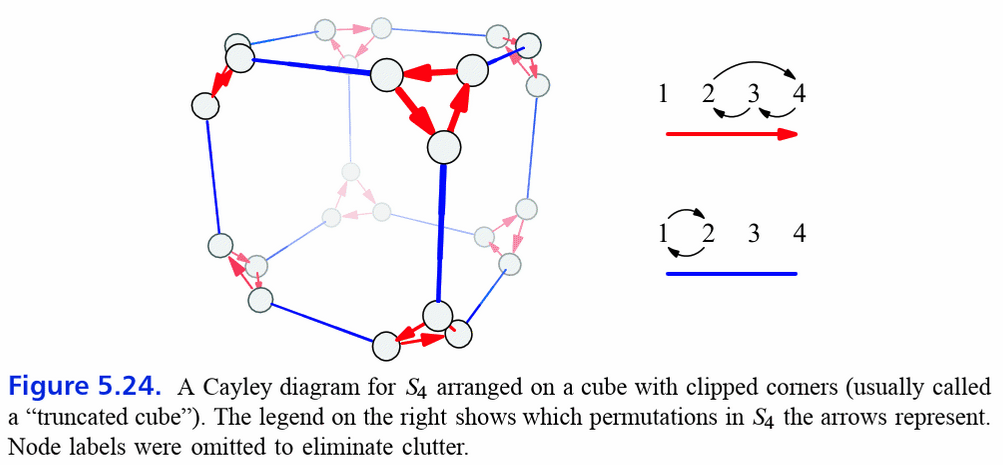 1 2 3 4
1 2 3 4
Figure 5.24. A Cayley diagram for S₄ arranged on a cube with clipped corners (usually called
a “truncated cube”). The legend on the right shows which permutations in S₄ the arrows represent.
Node labels were omitted to eliminate clutter.